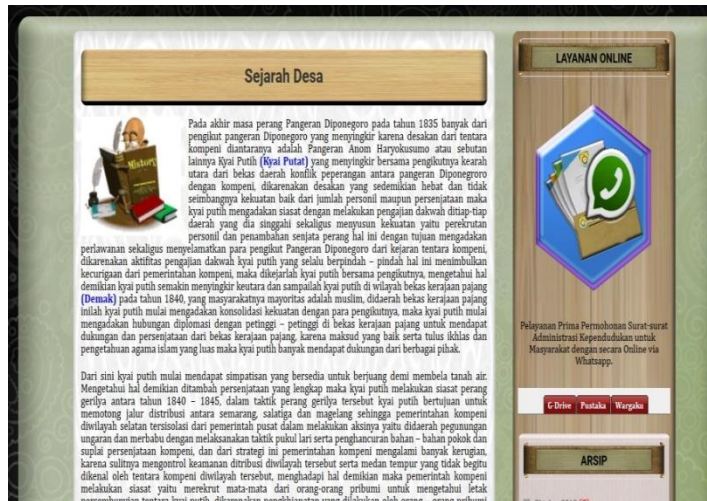 Sejarah Desa
History
Pada akhir masa perang Pangeran Diponegoro pada tahun 1835 banyak dari
pengikut pangeran Diponegoro yang menyingkir karena desakan dari tentara
kompeni diantaranya adalah Pangeran Anom Haryokusumo atau sebutan
lainnya Kyai Putih (Kyai Putat) yang menyingkir bersama pengikutnya kearah
utara dari bekas daerah konflik peperangan antara pangeran Diponegroro
dengan kompeni, dikarenakan desakan yang sedemikian hebat dan tidak
seimbangnya kekuatan baik dari jumlah personil maupun persenjataan maka
kyai putih mengadakan siasat dengan melakukan pengajian dakwah ditiap-tiap
daerah yang dia singgahi sekaligus menyusun kekuatan yaitu perekrutan
personil dan penambahan senjata perang hal ini dengan tujuan mengadakan
perlawanan sekaligus menyelamatkan para pengikut Pangeran Diponegoro dari kejaran tentara kompeni,
dikarenakan aktifitas pengajian dakwah kyai putih yang selalu berpindah – pindah hal ini menimbulkan
kecurigaan dari pemerintahan kompeni, maka dikejarlah kyai putih bersama pengikutnya, mengetahui hal
demikian kyai putih semakin menyingkir keutara dan sampailah kyai putih di wilayah bekas kerajaan pajang
(Demak) pada tahun 1840, yang masyarakatnya mayoritas adalah muslim, didaerah bekas kerajaan pajang
inilah kyai putih mulai mengadakan konsolidasi kekuatan dengan para pengikutnya, maka kyai putih mulai
mengadakan hubungan diplomasi dengan petinggi – petinggi di bekas kerajaan pajang untuk mendapat
dukungan dan persenjataan dari bekas kerajaan pajang, karena maksud yang baik serta tulus ikhlas dan
pengetahuan agama islam yang luas maka kyai putih banyak mendapat dukungan dari berbagai pihak.
Dari sini kyai putih mulai mendapat simpatisan yang bersedia untuk berjuang demi membela tanah air.
Mengetahui hal demikian ditambah persenjataan yang lengkap maka kyai putih melakukan siasat perang
gerilya antara tahun 1840 – 1845, dalam taktik perang gerilya tersebut kyai putih bertujuan untuk
memotong jalur distribusi antara semarang, salatiga dan magelang sehingga pemerintahan kompeni
diwilayah selatan tersisolasi dari pemerintah pusat dalam melakukan aksinya yaitu didaerah pegunungan
ungaran dan merbabu dengan melaksanakan taktik pukul lari serta penghancuran bahan – bahan pokok dan
suplai persenjataan kompeni, dan dari strategi ini pemerintahan kompeni mengalami banyak kerugian,
karena sulitnya mengontrol keamanan ditribusi diwilayah tersebut serta medan tempur yang tidak begitu
dikenal oleh tentara kompeni diwilayah tersebut, menghadapi hal demikian maka pemerintah kompeni
melakukan siasat yaitu merekrut mata-mata dari orang-orang pribumi untuk mengetahui letak
LAYANAN ONLINE
Pelayanan Prima Permohonan Surat-surat
Administrasi Kependudukan untuk
Masyarakat dengan secara Online via
Whatsapp.
G-Drive Pustaka Wargaku
ARSIP